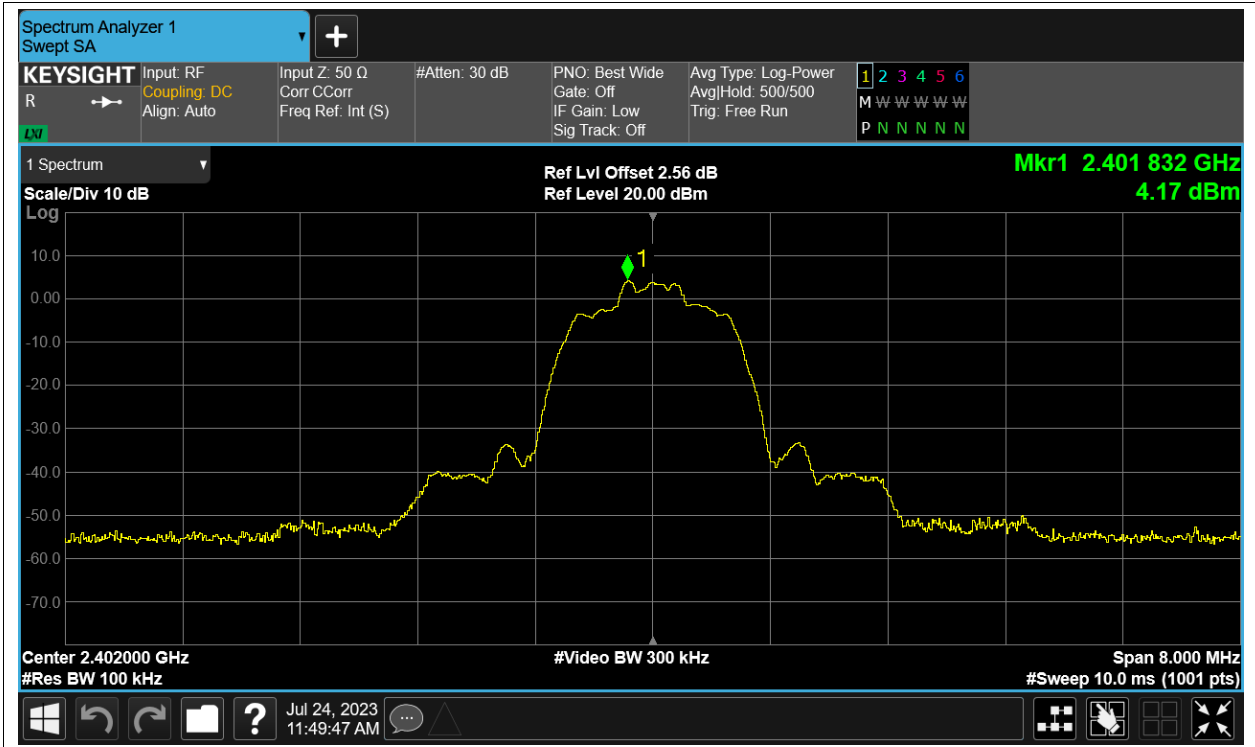 Spectrum Analyzer 1
Swept SA
KEYSIGHT
R
LXI
Input: RF
Coupling: DC
Align: Auto
Input Z: 50 Ω
Corr CCorr
Freq Ref: Int (S)
#Atten: 30 dB
PNO: Best Wide
Gate: Off
IF Gain: Low
Sig Track: Off
Avg Type: Log-Power
Avg|Hold: 500/500
Trig: Free Run
1 2 3 4 5 6
M W W W W W
P N N N N N
1 Spectrum
Scale/Div 10 dB
Log
Ref Lvl Offset 2.56 dB
Ref Level 20.00 dBm
Mkr1 2.401 832 GHz
4.17 dBm
1
10.0
0.00
-10.0
-20.0
-30.0
-40.0
-50.0
-60.0
-70.0
Center 2.402000 GHz
#Res BW 100 kHz
#Video BW 300 kHz
Span 8.000 MHz
#Sweep 10.0 ms (1001 pts)
?
Jul 24, 2023
11:49:47 AM